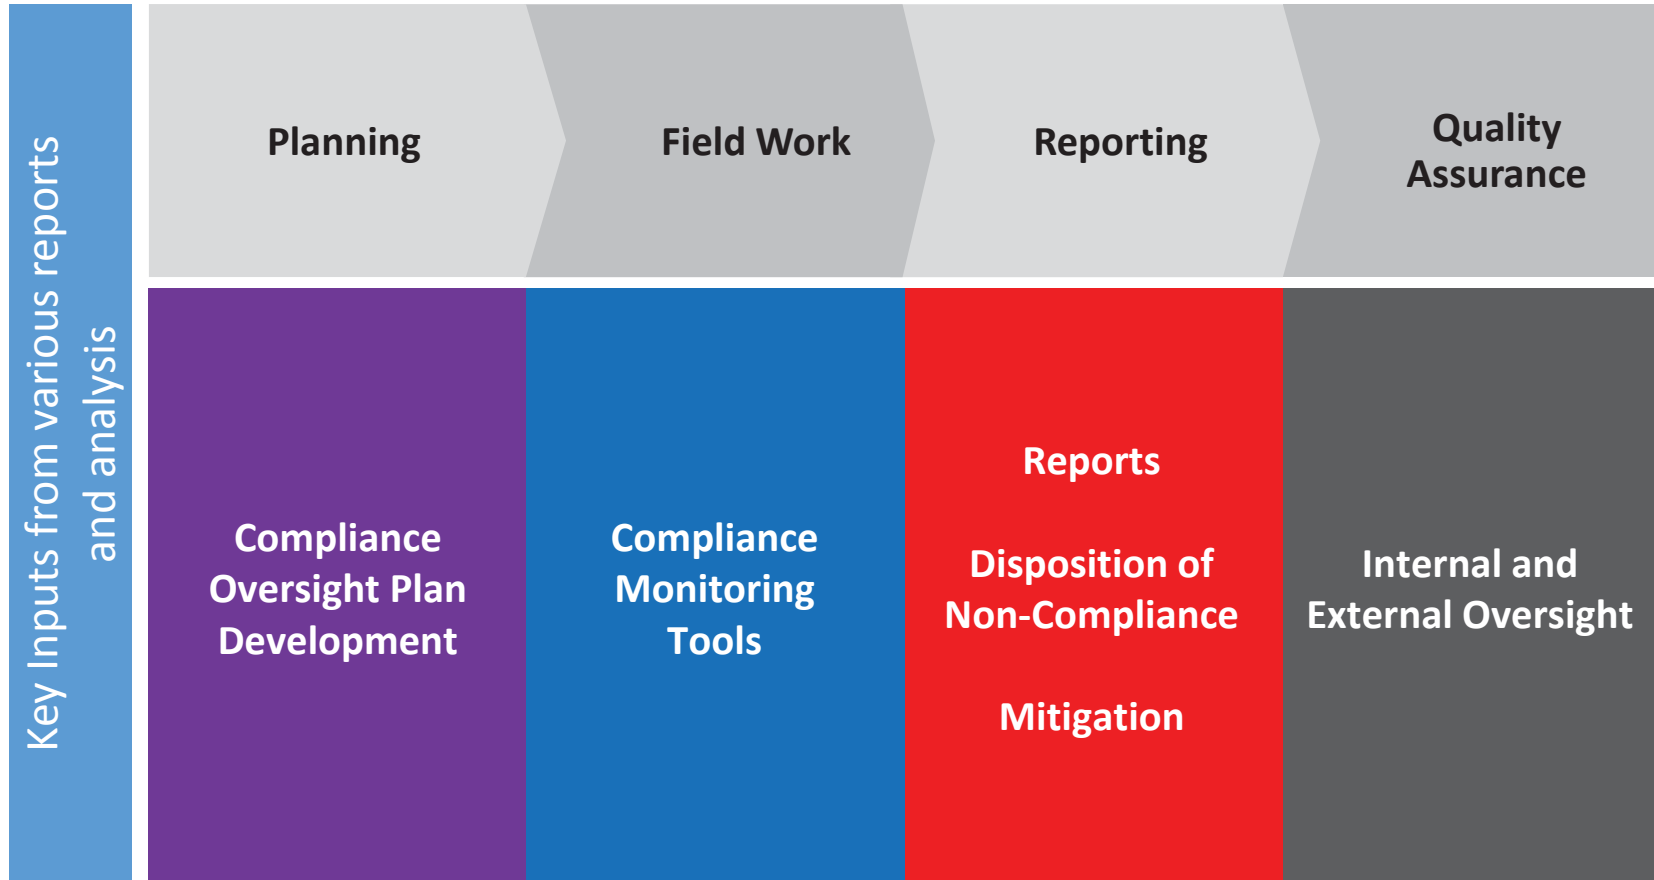 Key Inputs from various reports
and analysis
Planning
Field Work
Reporting
Quality
Assurance
Compliance
Oversight Plan
Development
Compliance
Monitoring
Tools
Reports
Disposition of
Non-Compliance
Mitigation
Internal and
External Oversight